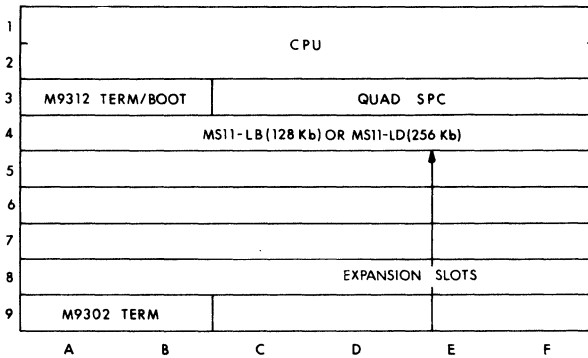 1
CPU
2
3 M9312 TERM/BOOT QUAD SPC
4 MS11-LB(128 Kb) OR MS11-LD(256 Kb)
5
6
7
8 EXPANSION SLOTS
9 M9302 TERM
A B C D E F